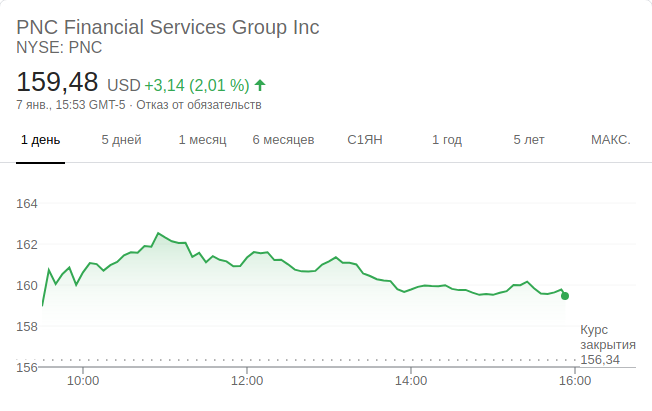 PNC Financial Services Group Inc
NYSE: PNC
159,48 USD +3,14 (2,01 %)
7 янв., 15:53 GMT-5 · Отказ от обязательств
1 день 5 дней 1 месяц 6 месяцев С1ЯН 1 год 5 лет МАКС.
164
162
160
158
156
Курс
закрытия
156,34
10:00 12:00 14:00 16:00